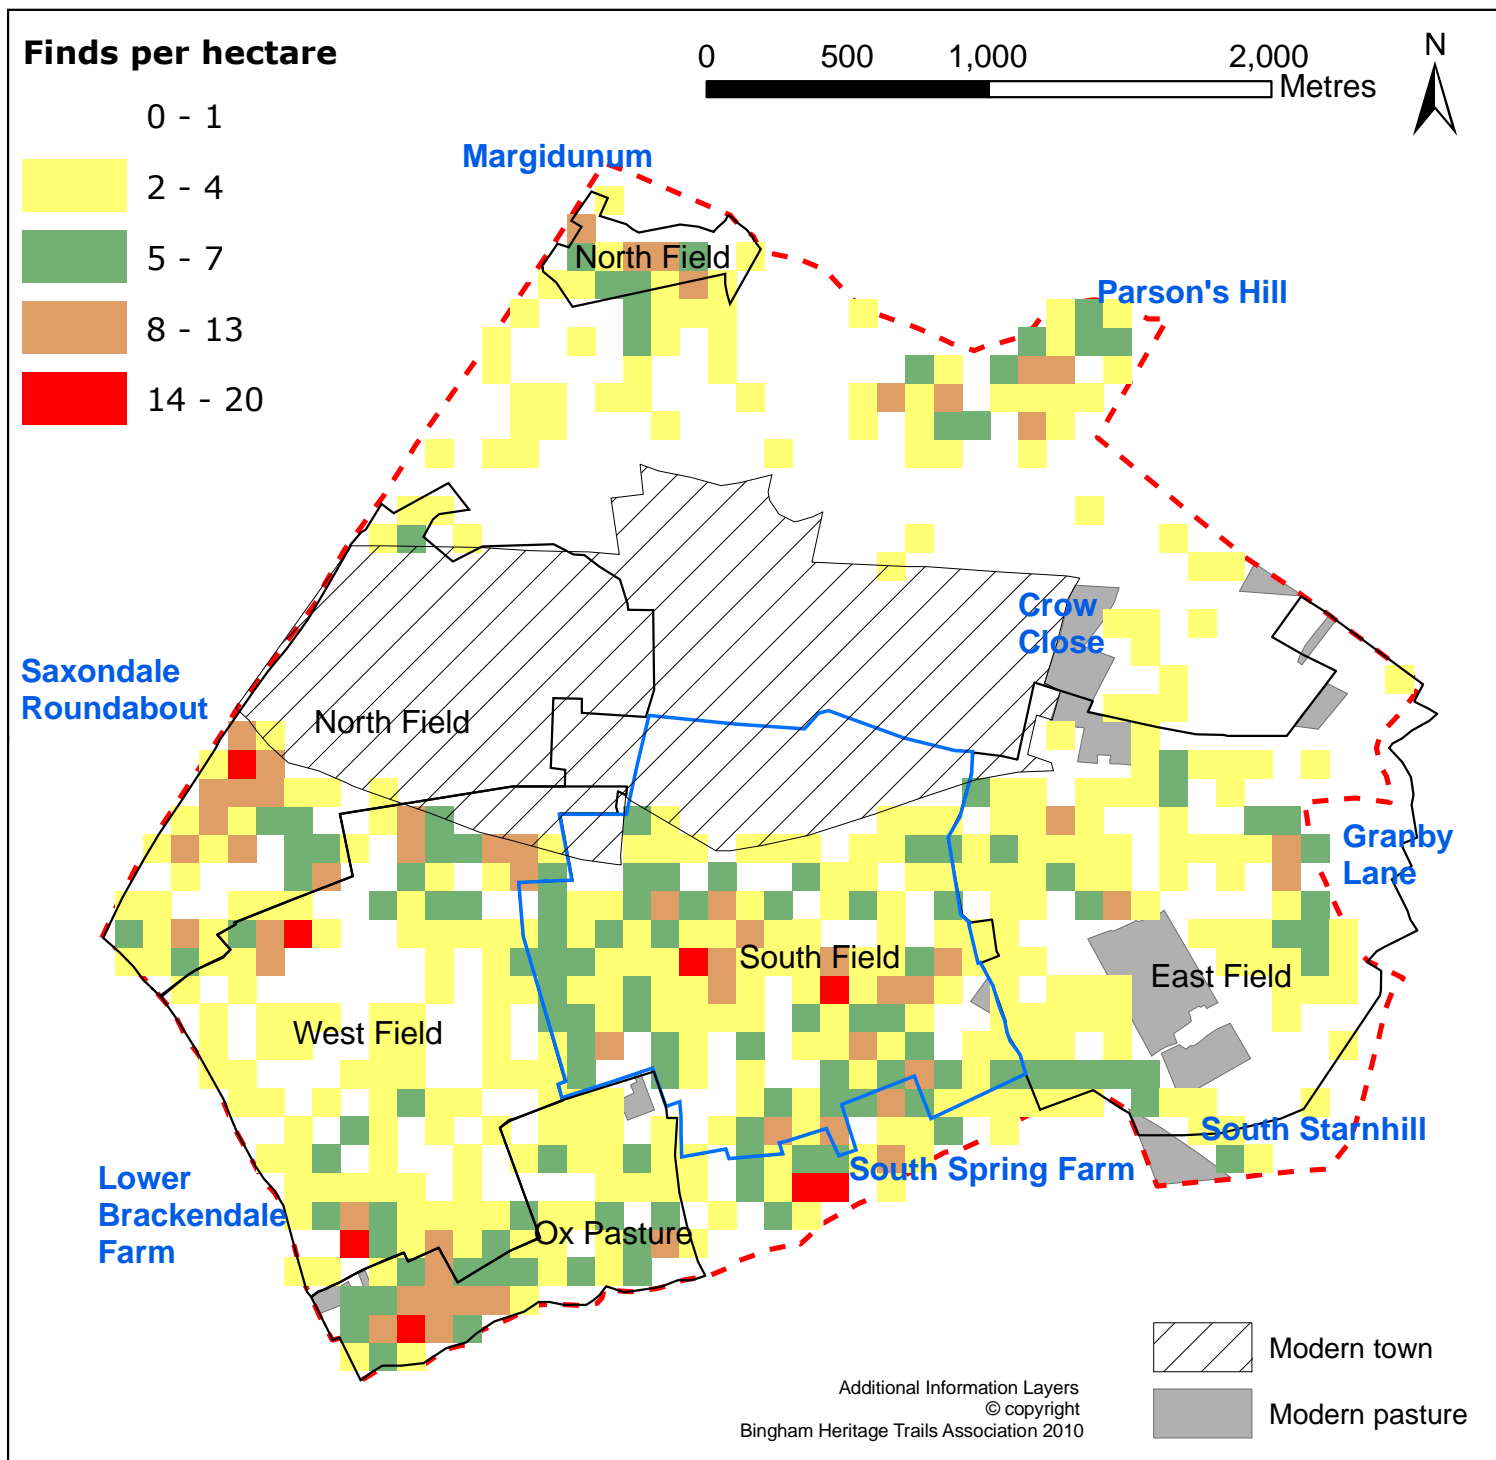 Finds per hectare
0 - 1
2 - 4
5 - 7
8 - 13
14 - 20
0 500 1,000 2,000
Metres
N
Margidunum
North Field
Parson's Hill
Crow
Close
Saxondale
Roundabout
North Field
Granby
Lane
South Field
East Field
West Field
South Starnhill
South Spring Farm
Lower
Brackendale
Farm
Ox Pasture
Modern town
Modern pasture
Additional Information Layers
© copyright
Bingham Heritage Trails Association 2010